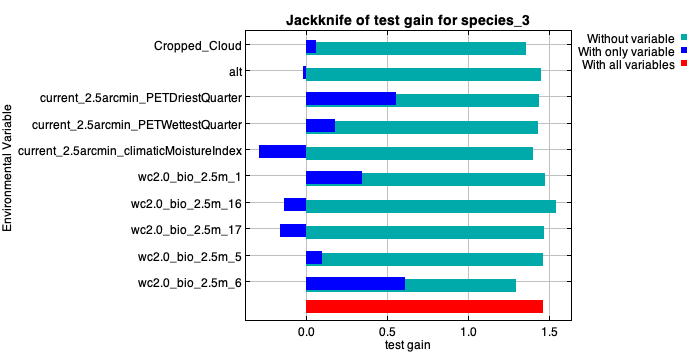 Jackknife of test gain for species_3
Without variable
With only variable
With all variables
Environmental Variable
Cropped_Cloud
alt
current_2.5arcmin_PETDriestQuarter
current_2.5arcmin_PETWettestQuarter
current_2.5arcmin_climaticMoistureIndex
wc2.0_bio_2.5m_1
wc2.0_bio_2.5m_16
wc2.0_bio_2.5m_17
wc2.0_bio_2.5m_5
wc2.0_bio_2.5m_6
0.0 0.5 1.0 1.5
test gain